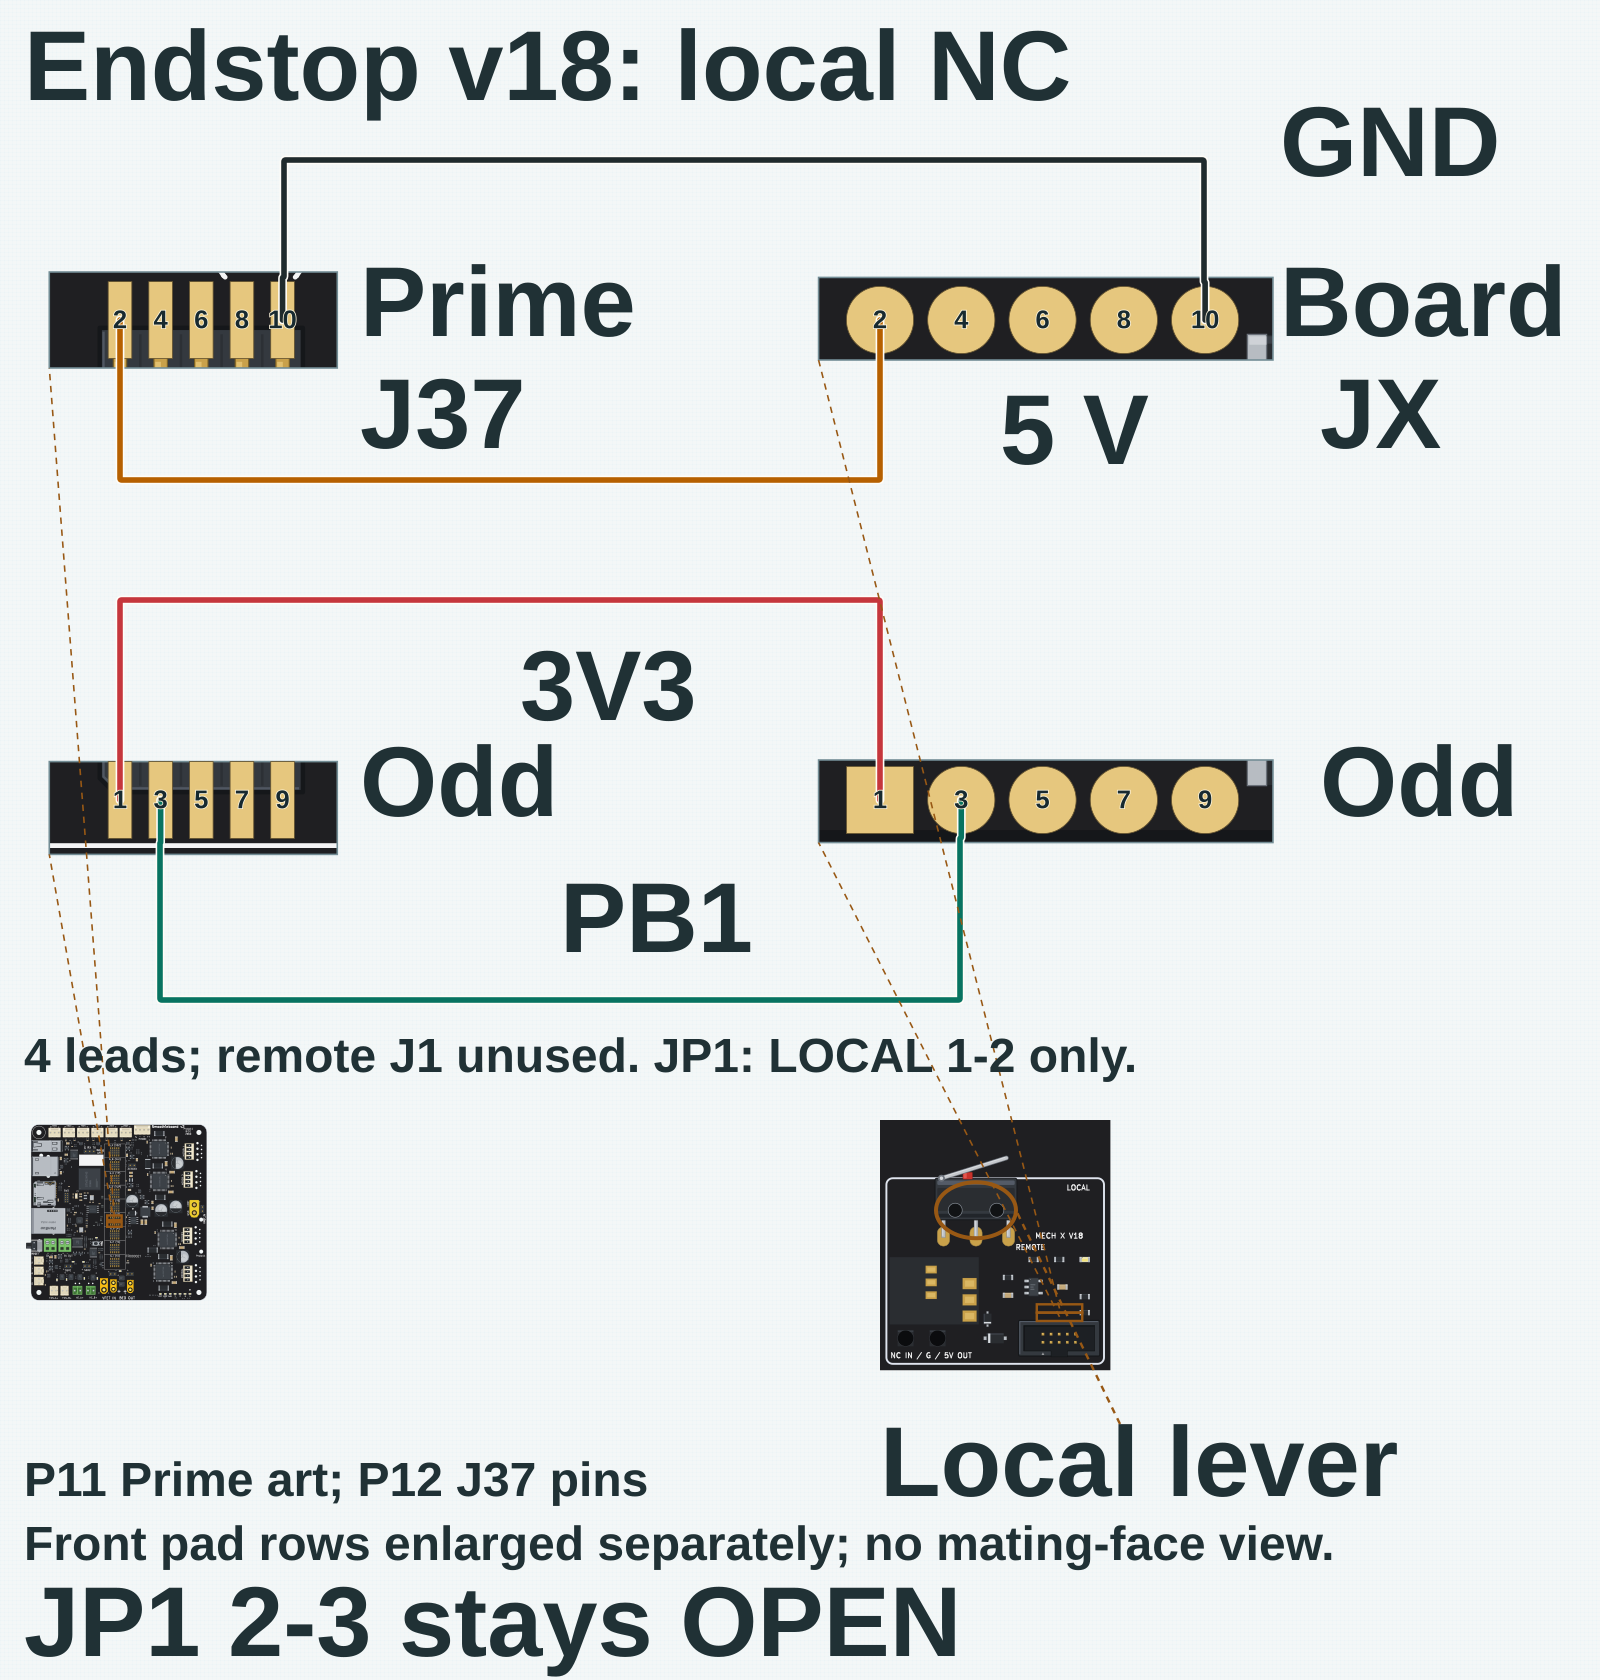 Endstop v18: local NC
GND
Prime
J37
2 4 6 8 10
2 4 6 8 10
Board
JX
5 V
3V3
Odd
1 3 5 7 9
1 3 5 7 9
Odd
PB1
4 leads; remote J1 unused. JP1: LOCAL 1-2 only.
LOCAL
MECH X V18
REMOTE
NC IN / G / 5V OUT
Local lever
P11 Prime art; P12 J37 pins
Front pad rows enlarged separately; no mating-face view.
JP1 2-3 stays OPEN